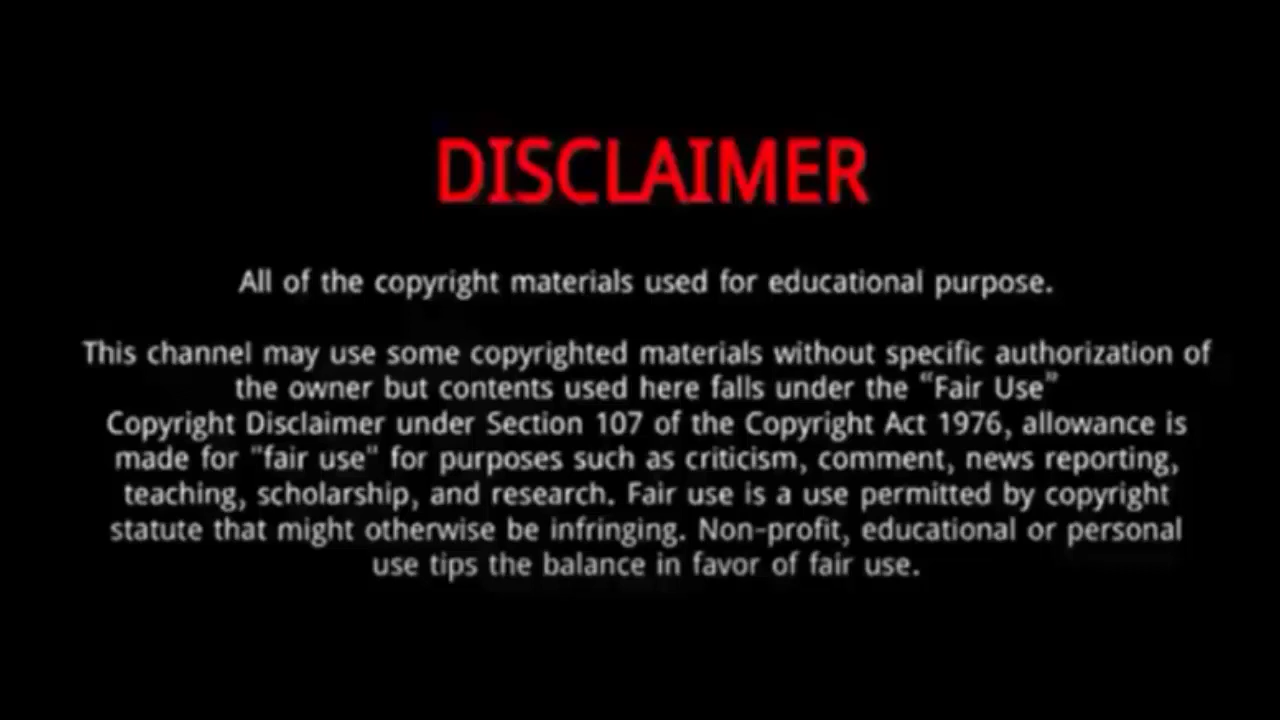 DISCLAIMER
All of the copyright materials used for educational purpose.
This channel may use some copyrighted materials without specific authorization of
the owner but contents used here falls under the “Fair Use”
Copyright Disclaimer under Section 107 of the Copyright Act 1976, allowance is
made for "fair use" for purposes such as criticism, comment, news reporting,
teaching, scholarship, and research. Fair use is a use permitted by copyright
statute that might otherwise be infringing. Non-profit, educational or personal
use tips the balance in favor of fair use.